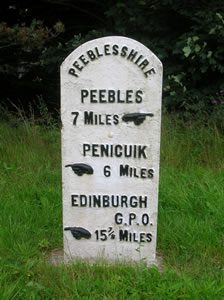 PEEBLESSHIRE
PEEBLES
7 MILES
PENICUIK
6 MILES
EDINBURGH
G.P.O.
15¾ MILES